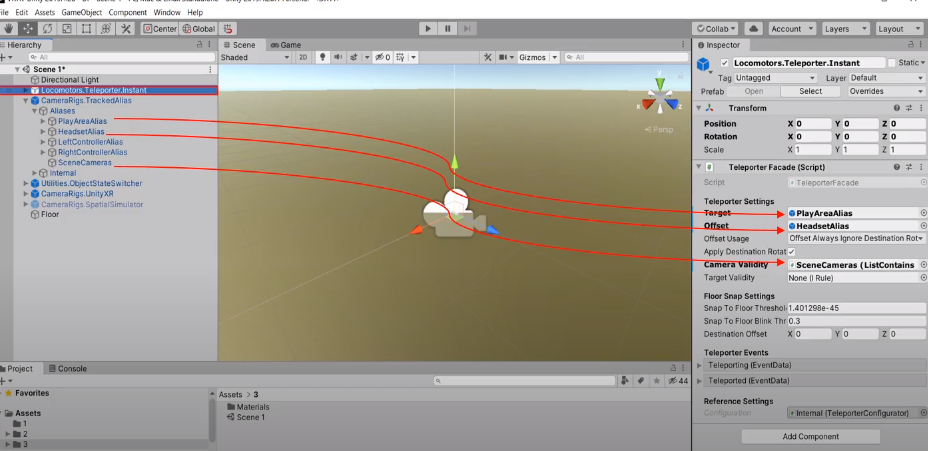 File Edit Assets GameObject Component Window Help
Center Global
Collab Account Layers Layout
Hierarchy
All
Scene 1*
Directional Light
Locomotors.Teleporter.Instant
CameraRigs.TrackedAlias
Aliases
PlayAreaAlias
HeadsetAlias
LeftControllerAlias
RightControllerAlias
SceneCameras
Internal
Utilities.ObjectStateSwitcher
CameraRigs.UnityXR
CameraRigs.SpatialSimulator
Floor
Scene Game
Shaded 2D 0 Gizmos All
y
x z
Persp
Inspector
Locomotors.Teleporter.Instant Static
Tag Untagged Layer Default
Prefab Open Select Overrides
Transform
Position X 0 Y 0 Z 0
Rotation X 0 Y 0 Z 0
Scale X 1 Y 1 Z 1
Teleporter Facade (Script)
Script TeleporterFacade
Teleporter Settings
Target PlayAreaAlias
Offset HeadsetAlias
Offset Usage Offset Always Ignore Destination Rot
Apply Destination Rotat
Camera Validity SceneCameras (ListContains
Target Validity None (I Rule)
Floor Snap Settings
Snap To Floor Threshol 1.401298e-45
Snap To Floor Blink Thr 0.3
Destination Offset X 0 Y 0 Z 0
Teleporter Events
Teleporting (EventData)
Teleported (EventData)
Reference Settings
Configuration Internal (TeleporterConfigurator)
Add Component
Project Console
44
Favorites
Assets
1
2
3
Assets > 3
Materials
Scene 1